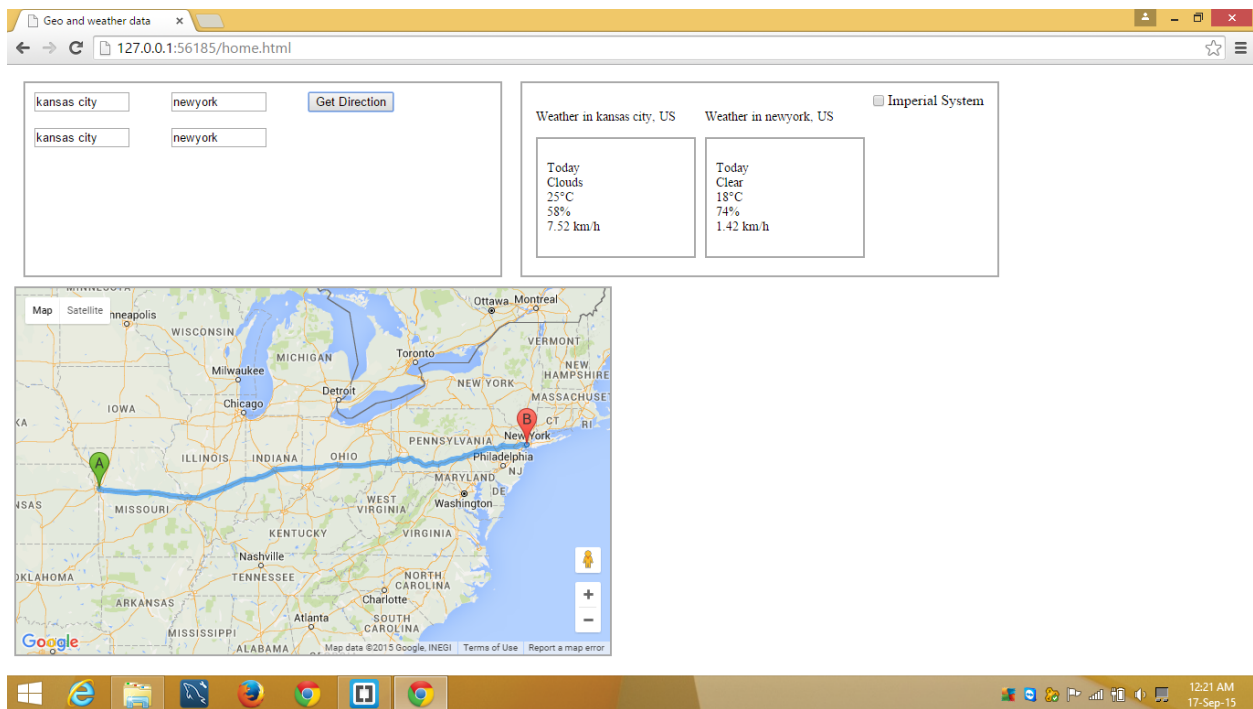 Geo and weather data
127.0.0.1:56185/home.html
kansas city newyork Get Direction
kansas city newyork
Imperial System
Weather in kansas city, US
Today
Clouds
25°C
58%
7.52 km/h
Weather in newyork, US
Today
Clear
18°C
74%
1.42 km/h
Map Satellite
Ottawa Montreal
WISCONSIN
VERMONT
MICHIGAN
Toronto
NEW
HAMPSHIRE
Milwaukee
NEW YORK
Detroit
MASSACHUSE
Chicago
IOWA
B
CT
RI
PENNSYLVANIA
New York
ILLINOIS INDIANA OHIO
Philadelphia
A
MARYLAND
NJ
DE
MISSOURI
WEST
VIRGINIA
Washington
KENTUCKY
VIRGINIA
Nashville
TENNESSEE
NORTH
CAROLINA
ARKANSAS
Charlotte
Atlanta
SOUTH
CAROLINA
MISSISSIPPI
ALABAMA
Google
Map data ©2015 Google, INEGI Terms of Use Report a map error
12:21 AM
17-Sep-15